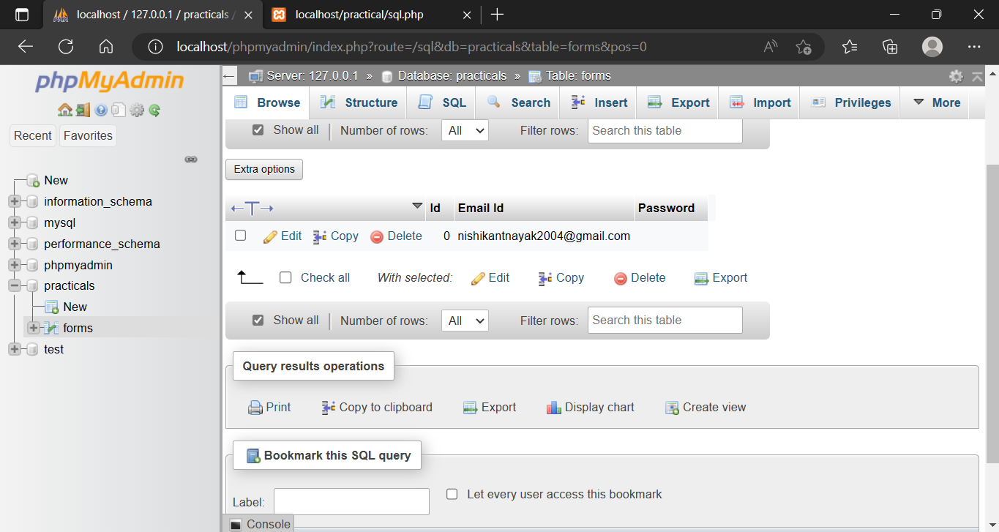 localhost / 127.0.0.1 / practicals /
localhost/practical/sql.php
localhost/phpmyadmin/index.php?route=/sql&db=practicals&table=forms&pos=0
phpMyAdmin
Recent
Favorites
New
information_schema
mysql
performance_schema
phpmyadmin
practicals
New
forms
test
Server: 127.0.0.1 » Database: practicals » Table: forms
Browse Structure SQL Search Insert Export Import Privileges More
Show all Number of rows: All Filter rows: Search this table
Extra options
Id Email Id Password
Edit Copy Delete 0 nishikantnayak2004@gmail.com
Check all With selected: Edit Copy Delete Export
Show all Number of rows: All Filter rows: Search this table
Query results operations
Print Copy to clipboard Export Display chart Create view
Bookmark this SQL query
Label: Let every user access this bookmark
Console